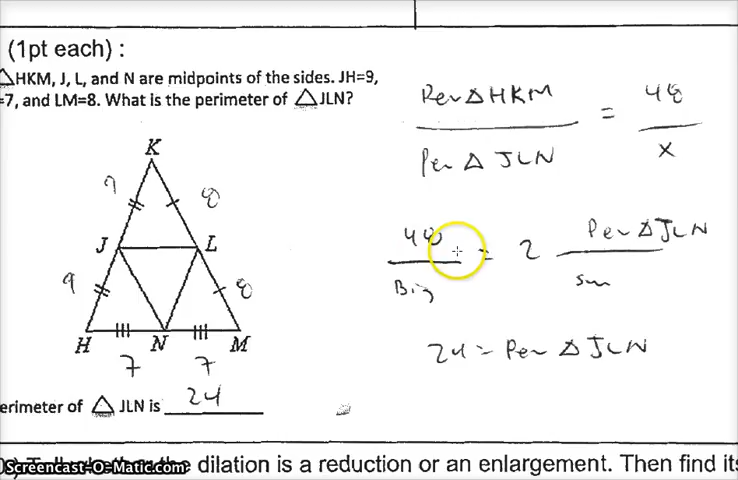 (1pt each) :
△HKM, J, L, and N are midpoints of the sides. JH=9,
=7, and LM=8. What is the perimeter of △JLN?
Per △ HKM = 48
Per △ JLN x
K
9 8
J L
9 8
H N M
7 7
48 = 2 Per △ JLN
Big sm
24 = Per △ JLN
erimeter of △ JLN is 24
Screencast-O-Matic.com the dilation is a reduction or an enlargement. Then find its